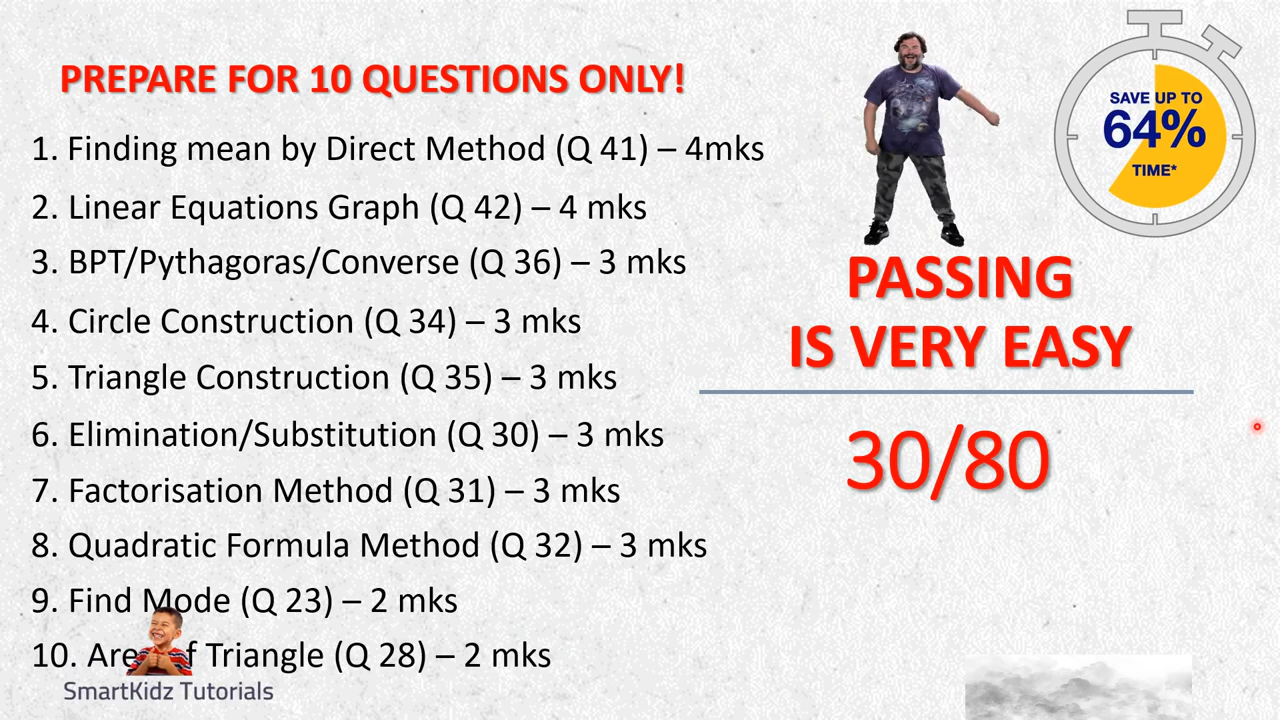 PREPARE FOR 10 QUESTIONS ONLY!
1. Finding mean by Direct Method (Q 41) – 4mks
2. Linear Equations Graph (Q 42) – 4 mks
3. BPT/Pythagoras/Converse (Q 36) – 3 mks
4. Circle Construction (Q 34) – 3 mks
5. Triangle Construction (Q 35) – 3 mks
6. Elimination/Substitution (Q 30) – 3 mks
7. Factorisation Method (Q 31) – 3 mks
8. Quadratic Formula Method (Q 32) – 3 mks
9. Find Mode (Q 23) – 2 mks
10. Area of Triangle (Q 28) – 2 mks
SmartKidz Tutorials
SAVE UP TO
64%
TIME*
PASSING
IS VERY EASY
30/80